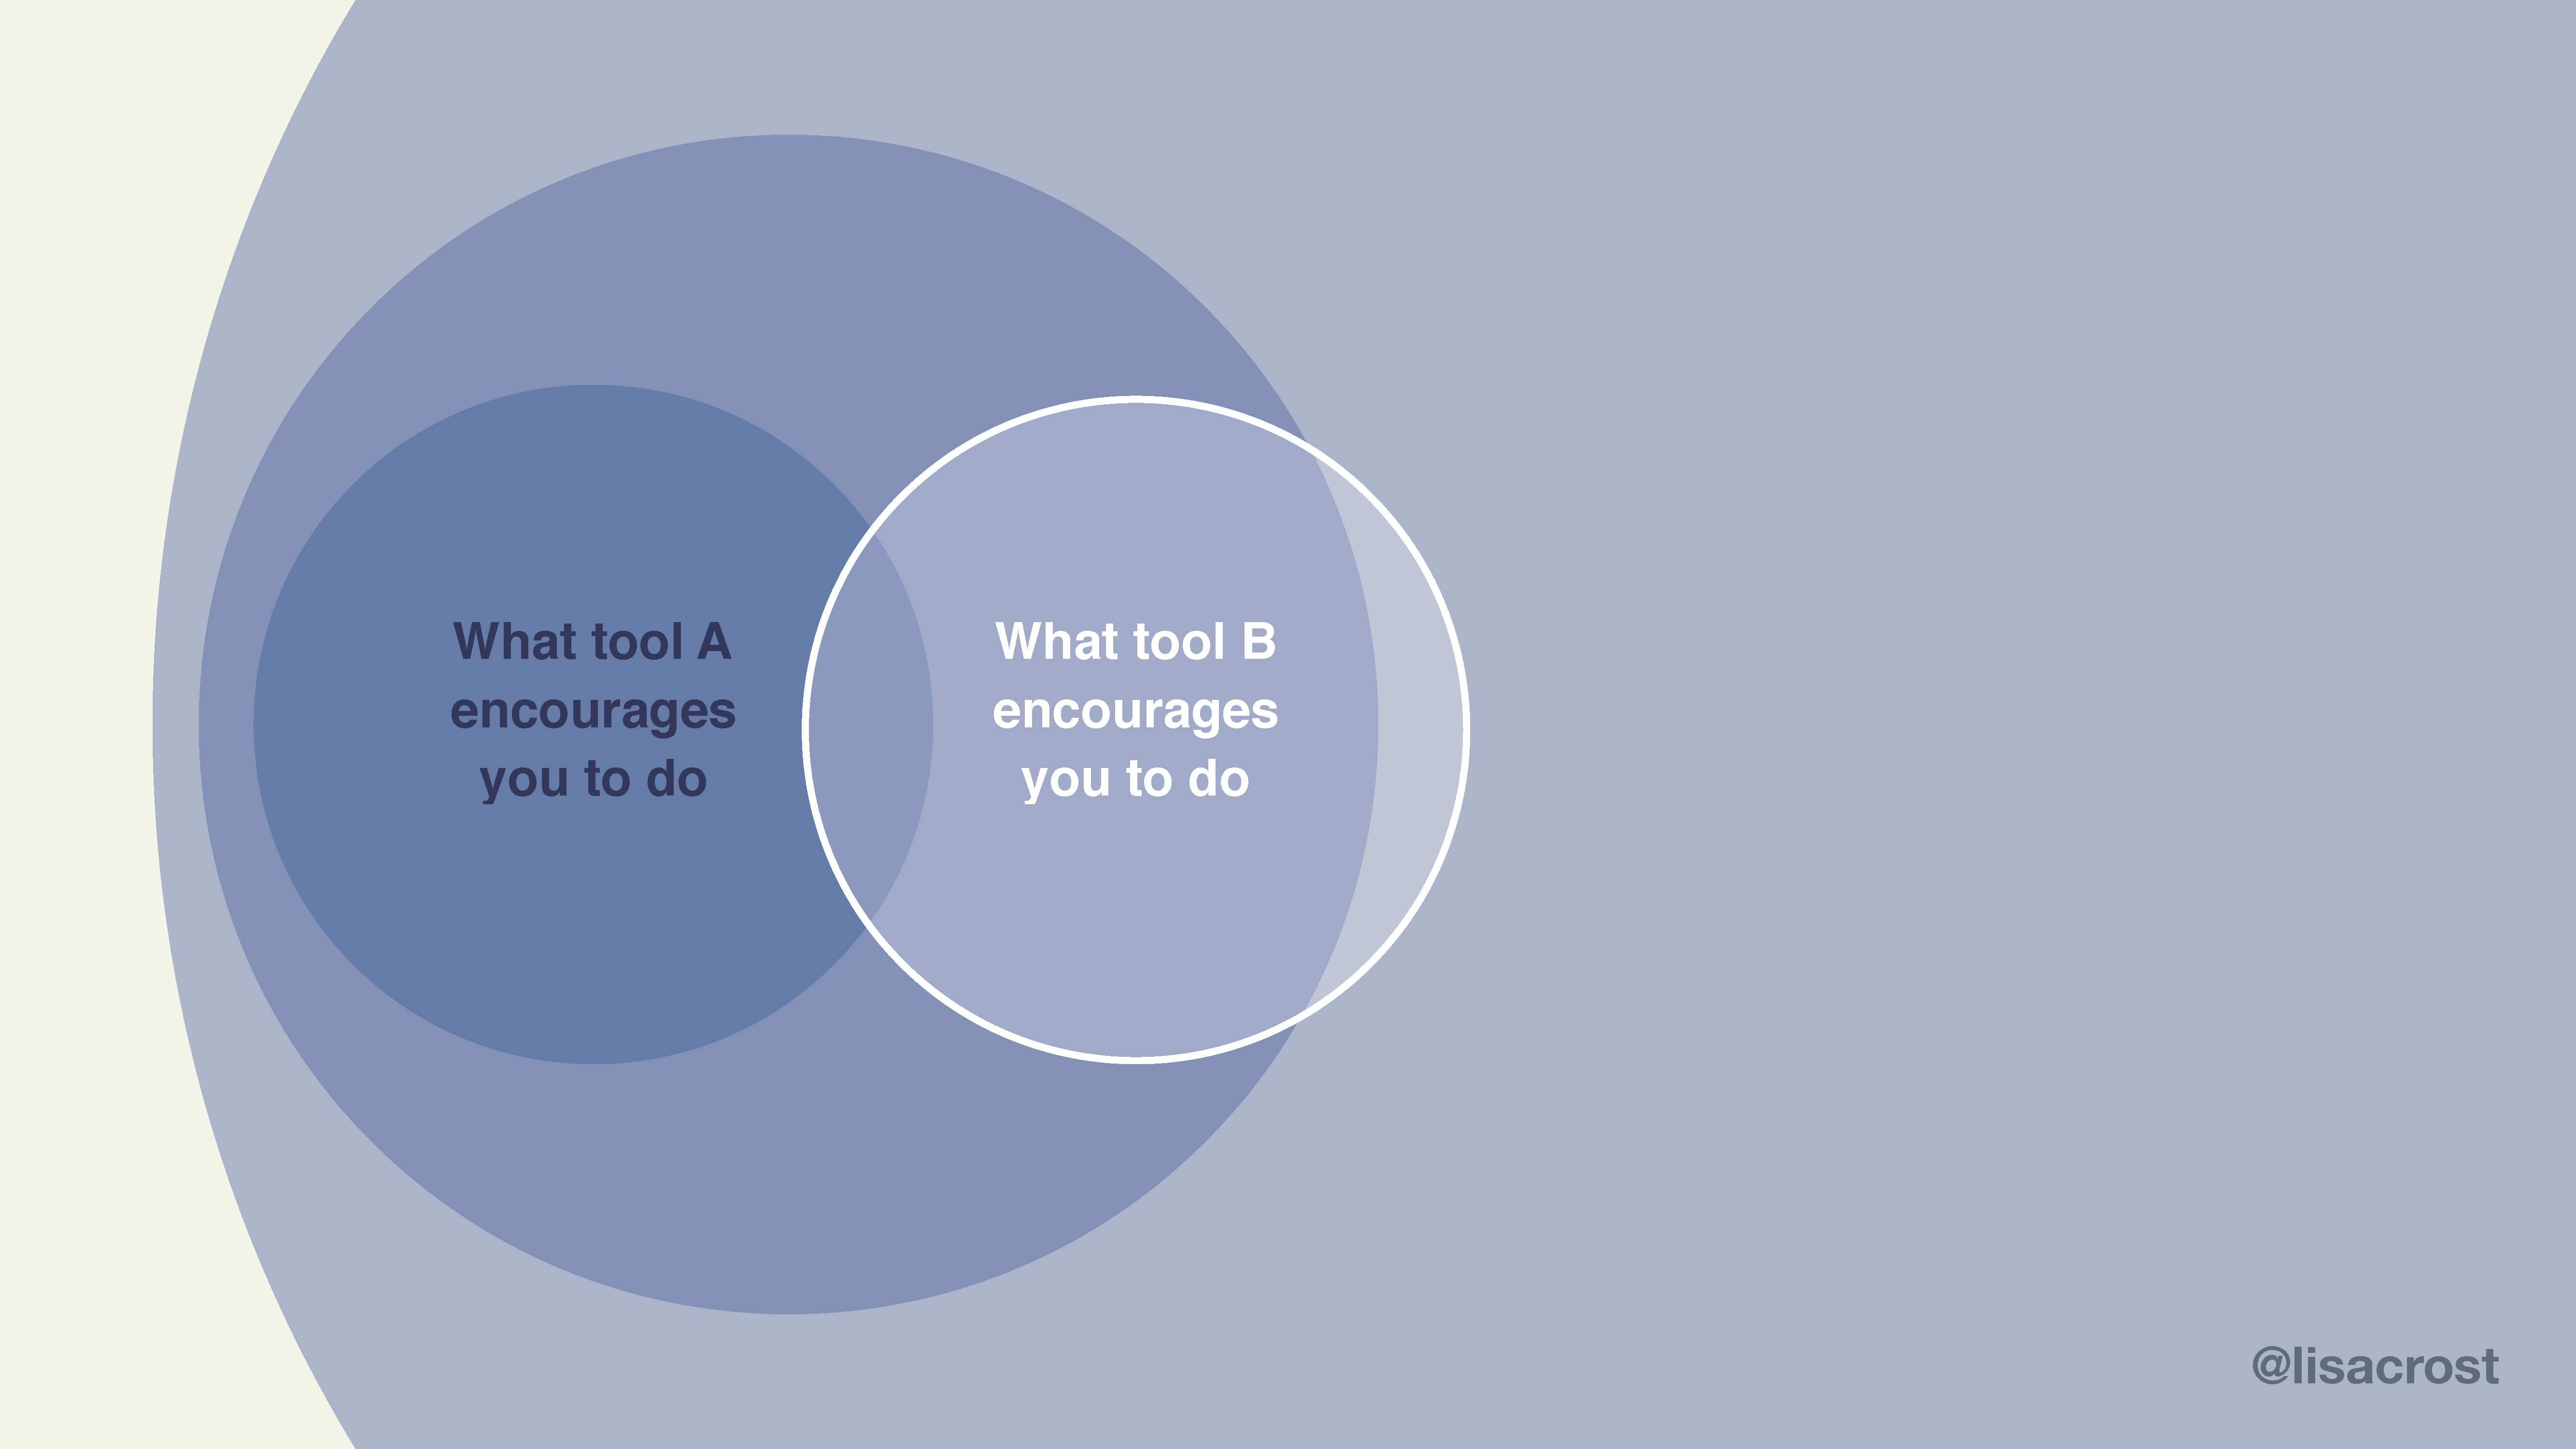 What tool A
encourages
you to do
What tool B
encourages
you to do
@lisacrost